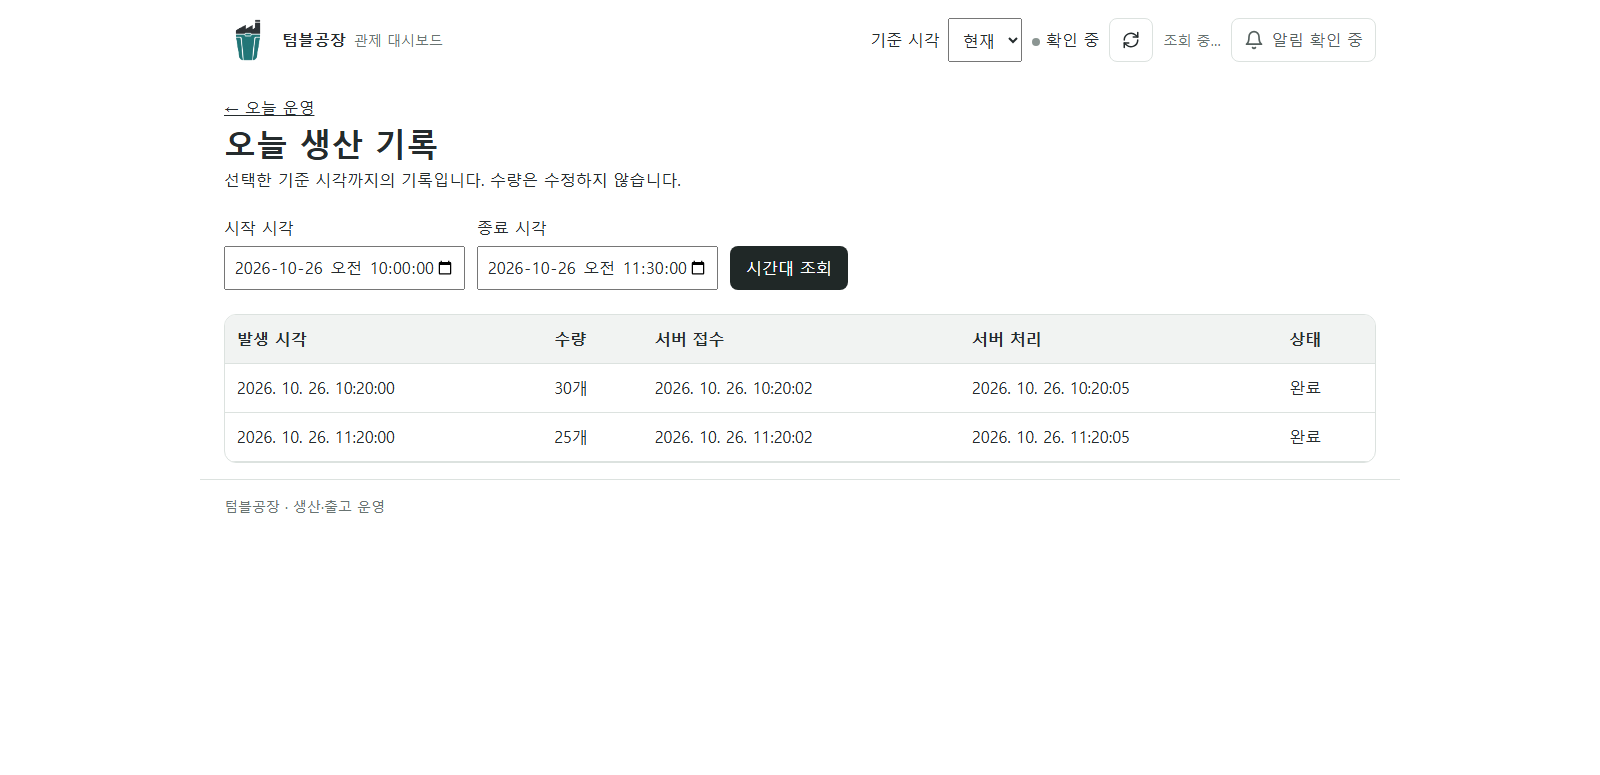 텀블공장 관제 대시보드 기준 시각 현재 확인 중 조회 중... 알림 확인 중
← 오늘 운영
오늘 생산 기록
선택한 기준 시각까지의 기록입니다. 수량은 수정하지 않습니다.
시작 시각 종료 시각
2026-10-26 오전 10:00:00 2026-10-26 오전 11:30:00 시간대 조회
발생 시각 수량 서버 접수 서버 처리 상태
2026. 10. 26. 10:20:00 30개 2026. 10. 26. 10:20:02 2026. 10. 26. 10:20:05 완료
2026. 10. 26. 11:20:00 25개 2026. 10. 26. 11:20:02 2026. 10. 26. 11:20:05 완료
텀블공장 · 생산·출고 운영